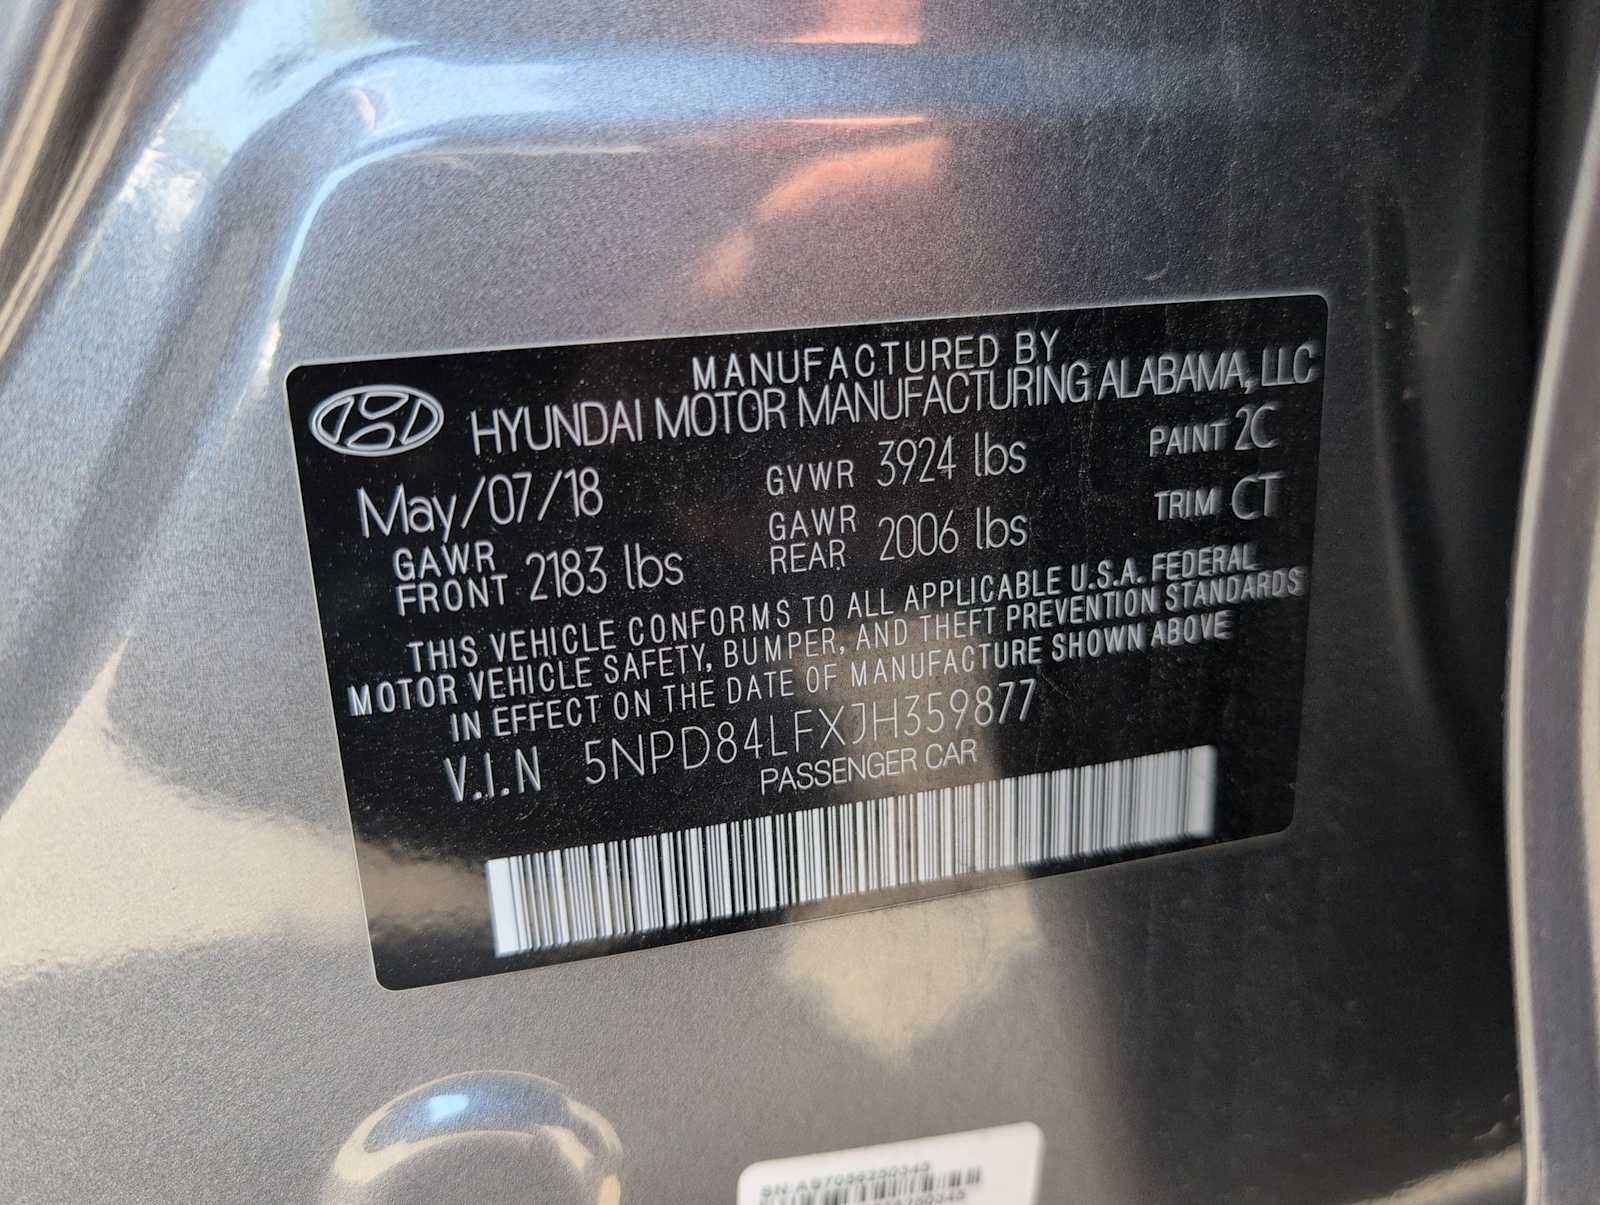 MANUFACTURED BY
HYUNDAI MOTOR MANUFACTURING ALABAMA, LLC
May/07/18 GVWR 3924 lbs PAINT 2C
GAWR FRONT 2183 lbs GAWR REAR 2006 lbs TRIM CT
THIS VEHICLE CONFORMS TO ALL APPLICABLE U.S.A. FEDERAL
MOTOR VEHICLE SAFETY, BUMPER, AND THEFT PREVENTION STANDARDS
IN EFFECT ON THE DATE OF MANUFACTURE SHOWN ABOVE
V.I.N 5NPD84LFXJH359877
PASSENGER CAR